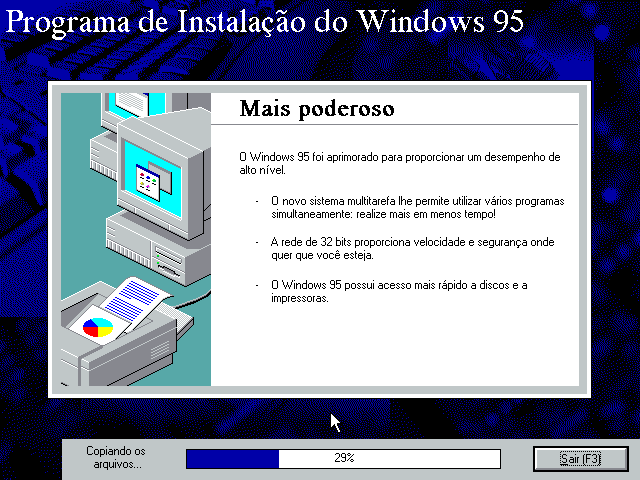 Programa de Instalação do Windows 95
Mais poderoso
O Windows 95 foi aprimorado para proporcionar um desempenho de
alto nível.
- O novo sistema multitarefa lhe permite utilizar vários programas
simultaneamente: realize mais em menos tempo!
- A rede de 32 bits proporciona velocidade e segurança onde
quer que você esteja.
- O Windows 95 possui acesso mais rápido a discos e a
impressoras.
Copiando os
arquivos...
29%
Sair (F3)